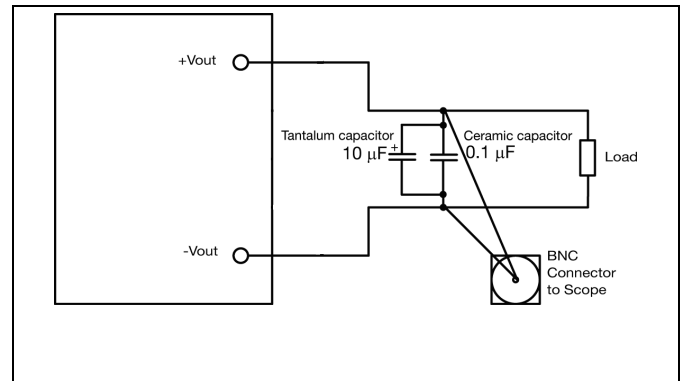 +Vout
Tantalum capacitor
10 µF
+
Ceramic capacitor
0.1 µF
Load
-Vout
BNC
Connector
to Scope